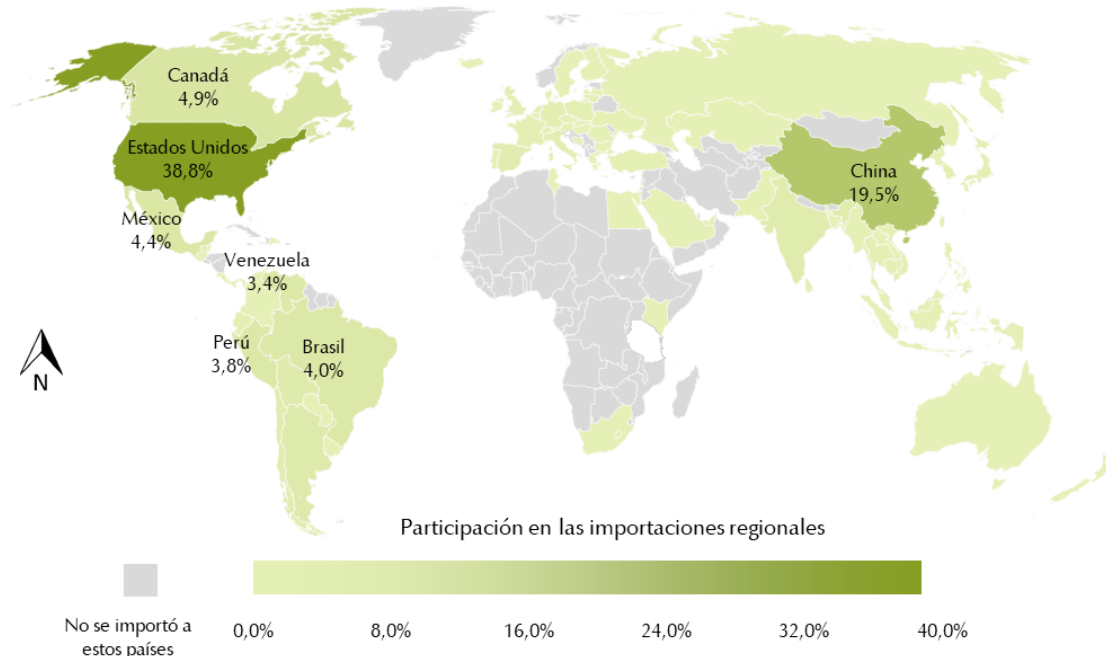 Canadá
4,9%
Estados Unidos
38,8%
China
19,5%
México
4,4%
Venezuela
3,4%
Perú
3,8%
Brasil
4,0%
N
Participación en las importaciones regionales
No se importó a
estos países
0,0%
8,0%
16,0%
24,0%
32,0%
40,0%